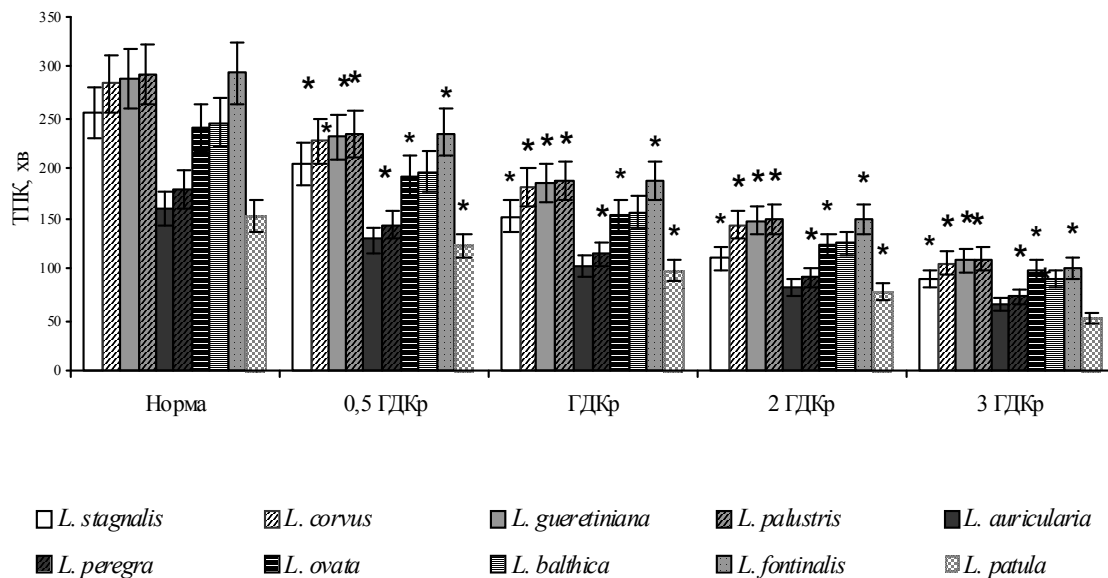 350
300
250
200
150
100
50
0
ТПК, хв
Норма
0,5 ГДКр
ГДКр
2 ГДКр
3 ГДКр
L. stagnalis
L. corvus
L. gueretiniana
L. palustris
L. auricularia
L. peregra
L. ovata
L. balthica
L. fontinalis
L. patula